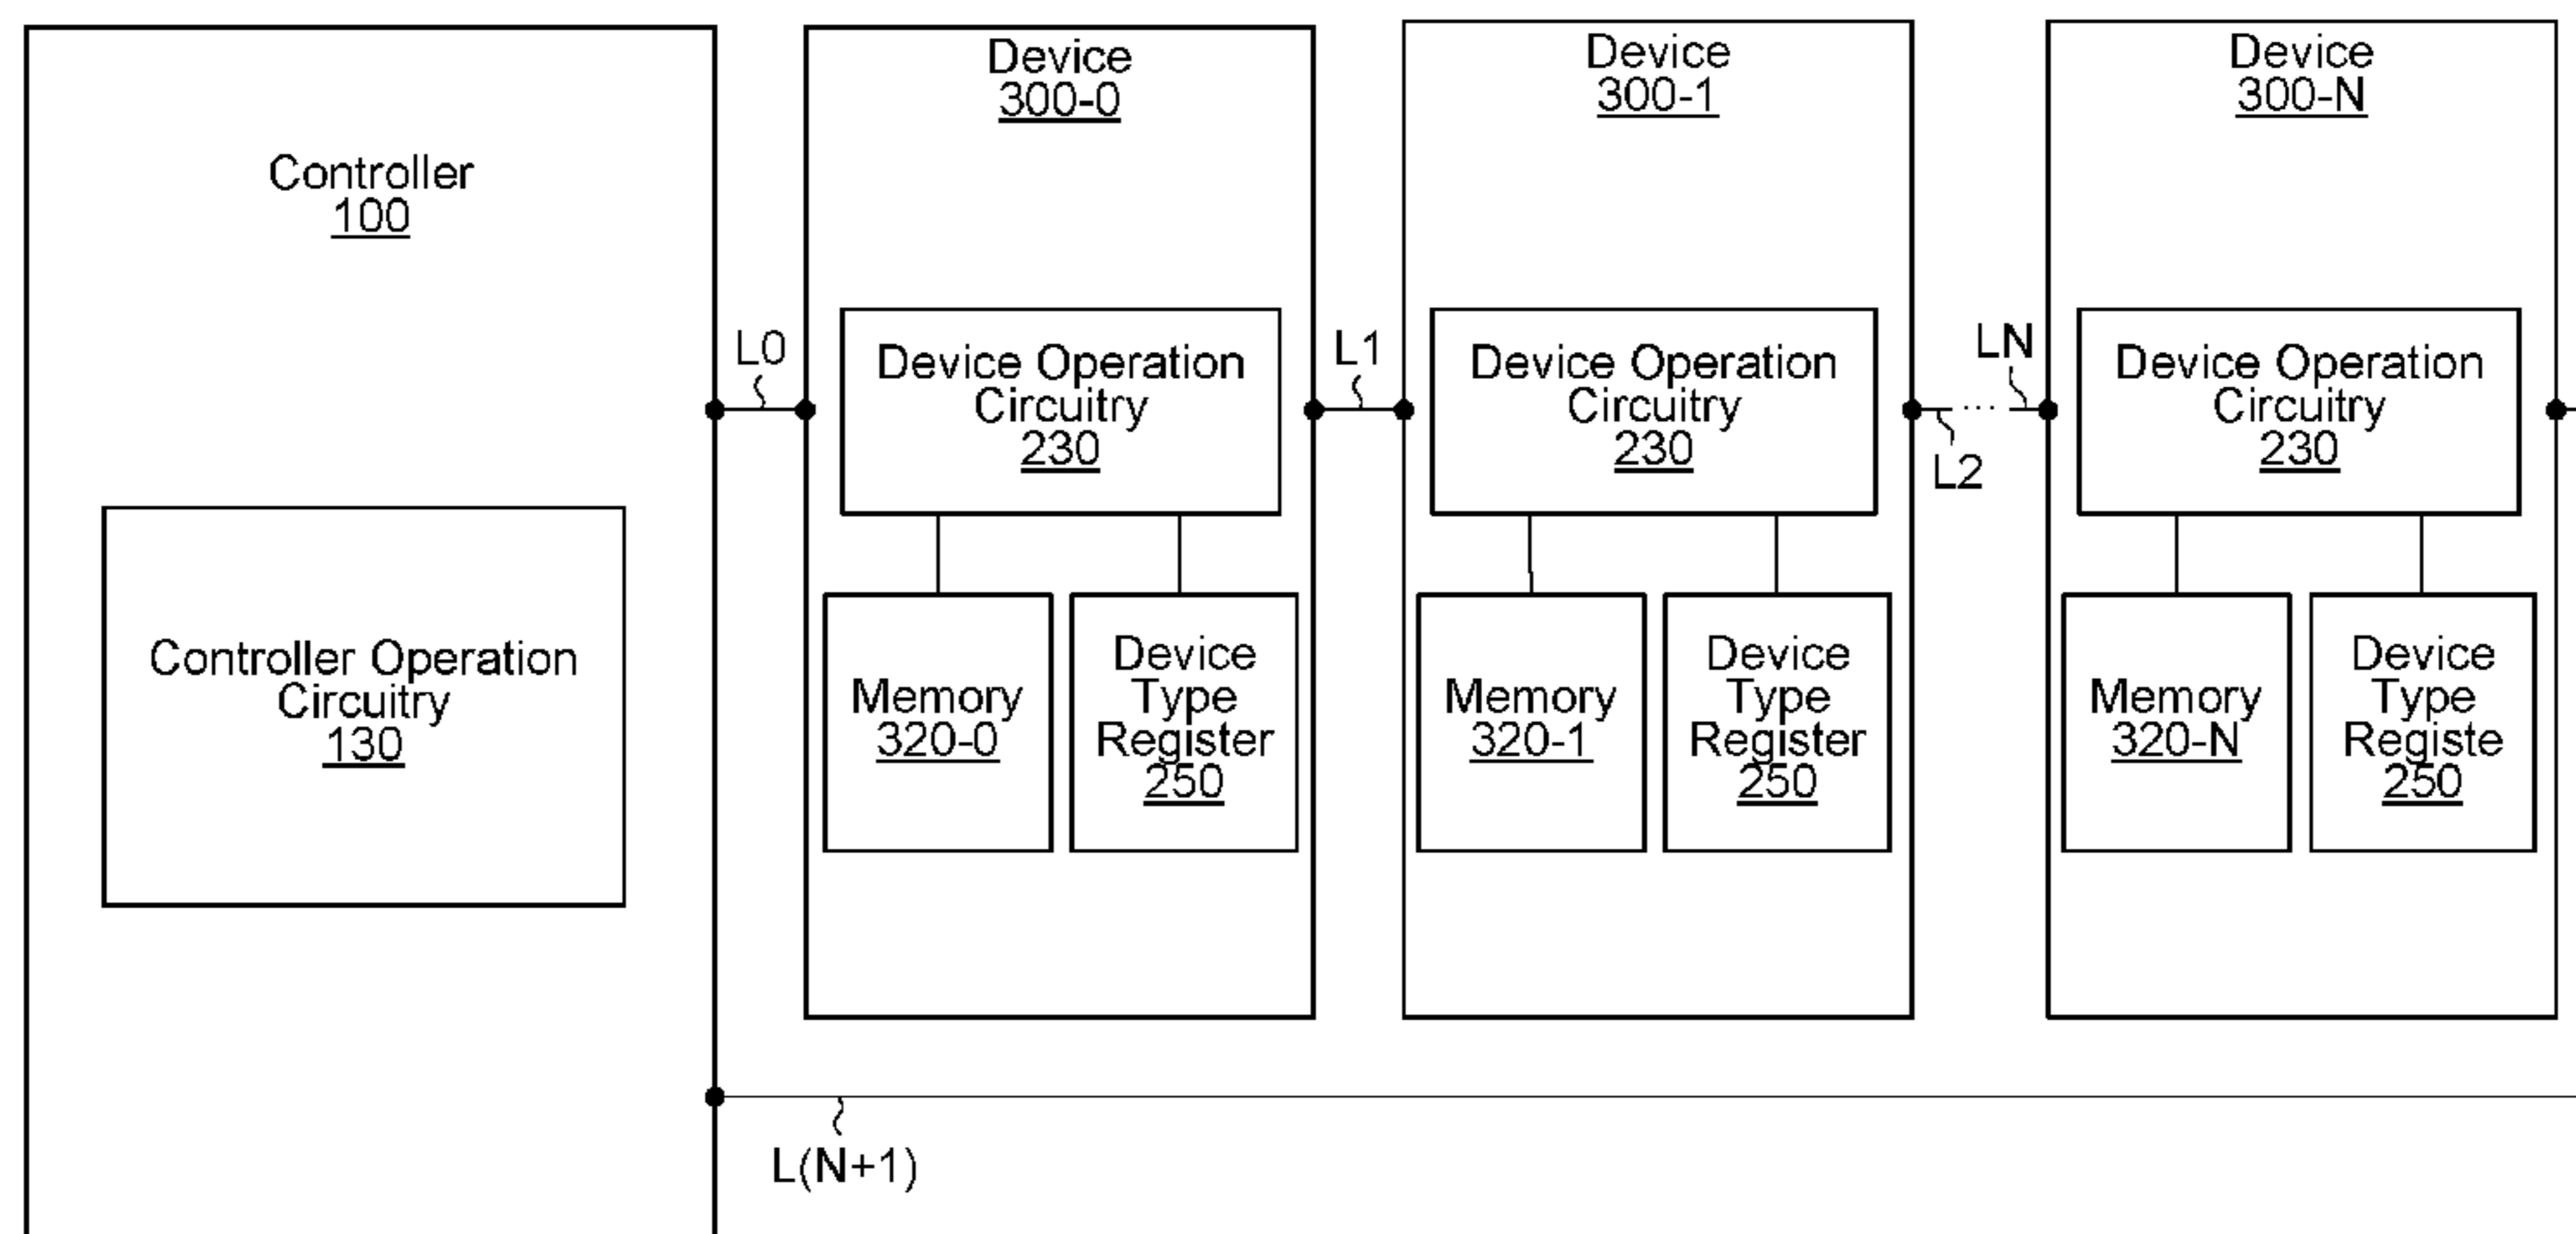 Controller
100
Controller Operation
Circuitry
130
L0
Device
300-0
Device Operation
Circuitry
230
Memory
320-0
Device
Type
Register
250
L1
Device
300-1
Device Operation
Circuitry
230
Memory
320-1
Device
Type
Register
250
L2
...
LN
Device
300-N
Device Operation
Circuitry
230
Memory
320-N
Device
Type
Registe
250
L(N+1)